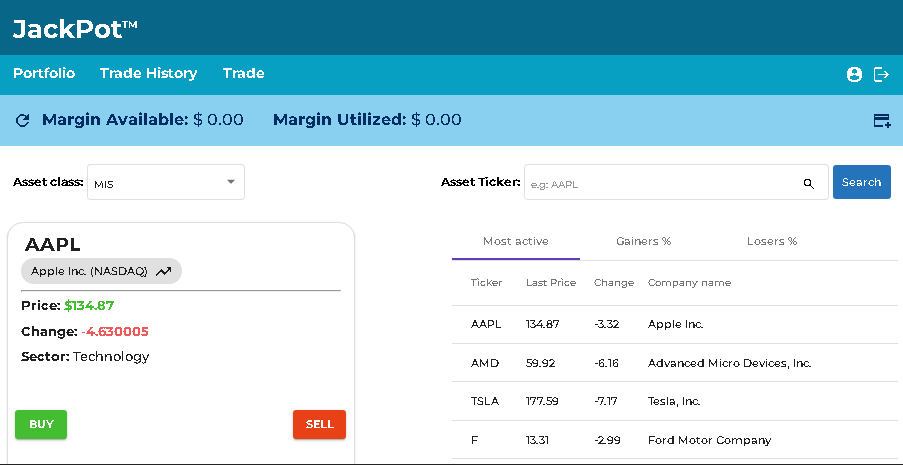 JackPot™
Portfolio Trade History Trade
Margin Available: $ 0.00 Margin Utilized: $ 0.00
Asset class: MIS
Asset Ticker: e.g: AAPL Search
AAPL
Apple Inc. (NASDAQ)
Price: $134.87
Change: -4.630005
Sector: Technology
BUY SELL
Most active Gainers % Losers %
Ticker Last Price Change Company name
AAPL 134.87 -3.32 Apple Inc.
AMD 59.92 -6.16 Advanced Micro Devices, Inc.
TSLA 177.59 -7.17 Tesla, Inc.
F 13.31 -2.99 Ford Motor Company